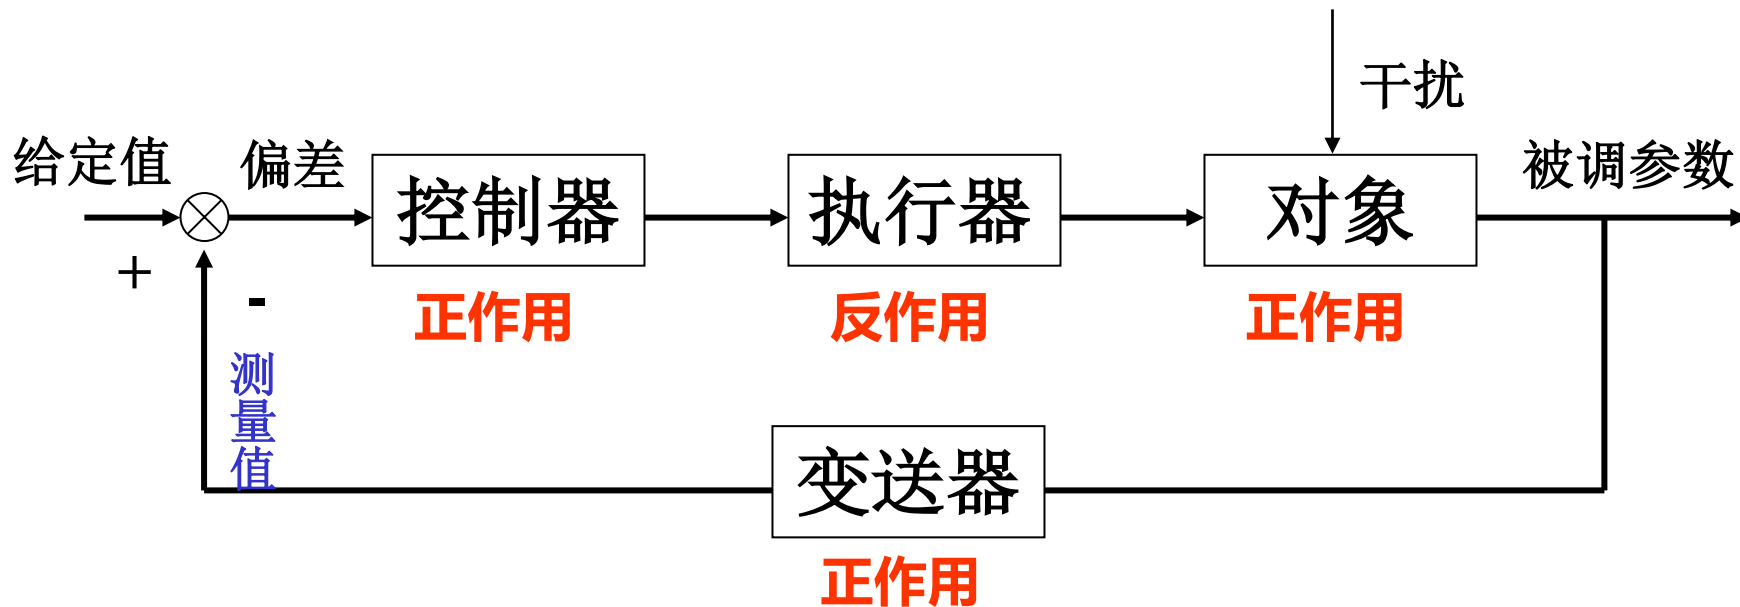 干扰
给定值
偏差
被调参数
控制器
执行器
对象
+
-
正作用
反作用
正作用
测量值
变送器
正作用